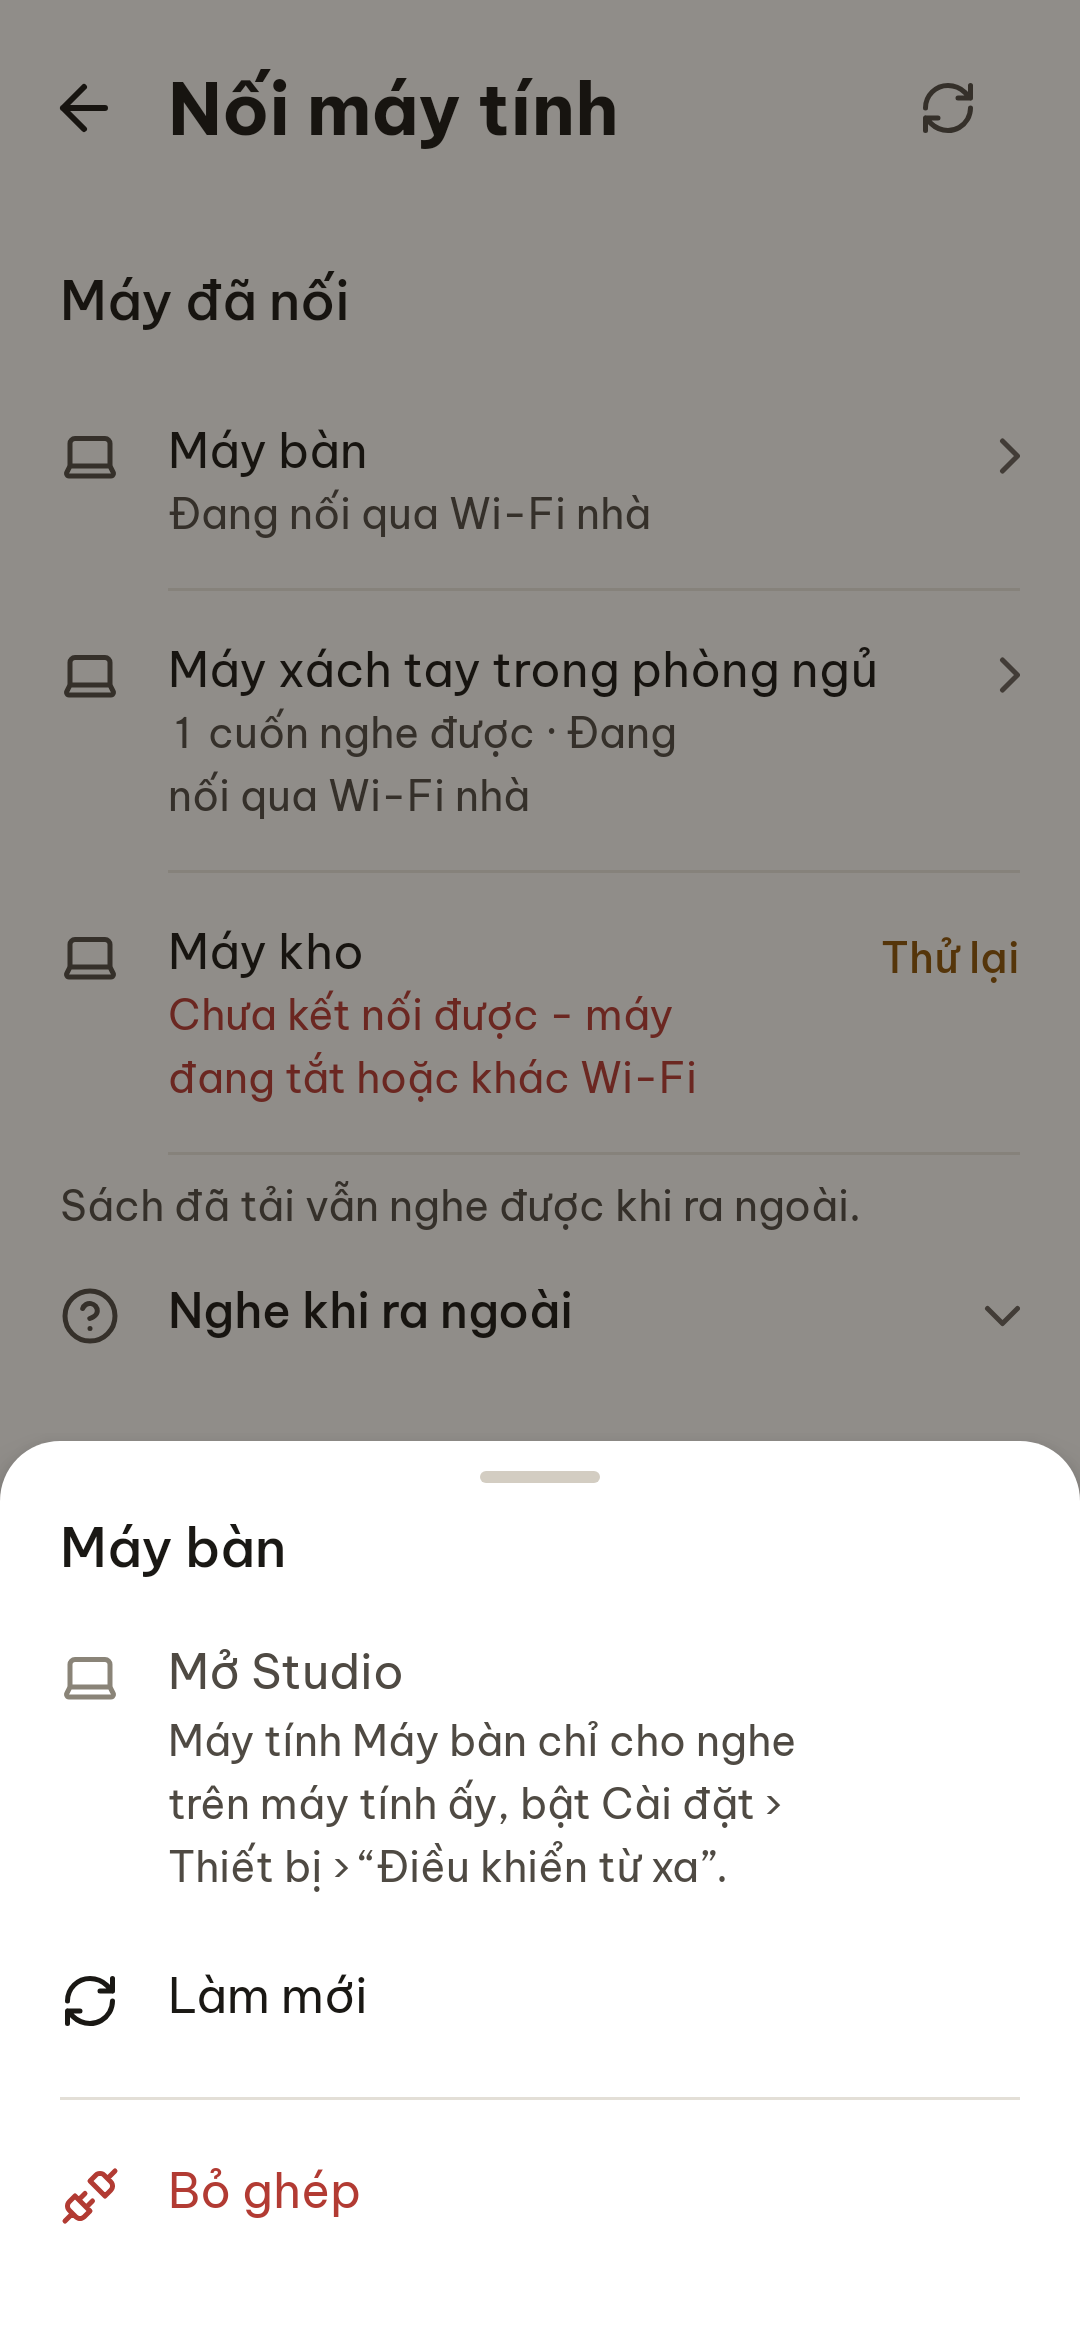 Nối máy tính
Máy đã nối
Máy bàn
Đang nối qua Wi-Fi nhà
Máy xách tay trong phòng ngủ
1 cuốn nghe được · Đang
nối qua Wi-Fi nhà
Máy kho
Thử lại
Chưa kết nối được - máy
đang tắt hoặc khác Wi-Fi
Sách đã tải vẫn nghe được khi ra ngoài.
Nghe khi ra ngoài
Máy bàn
Mở Studio
Máy tính Máy bàn chỉ cho nghe
trên máy tính ấy, bật Cài đặt >
Thiết bị > “Điều khiển từ xa”.
Làm mới
Bỏ ghép